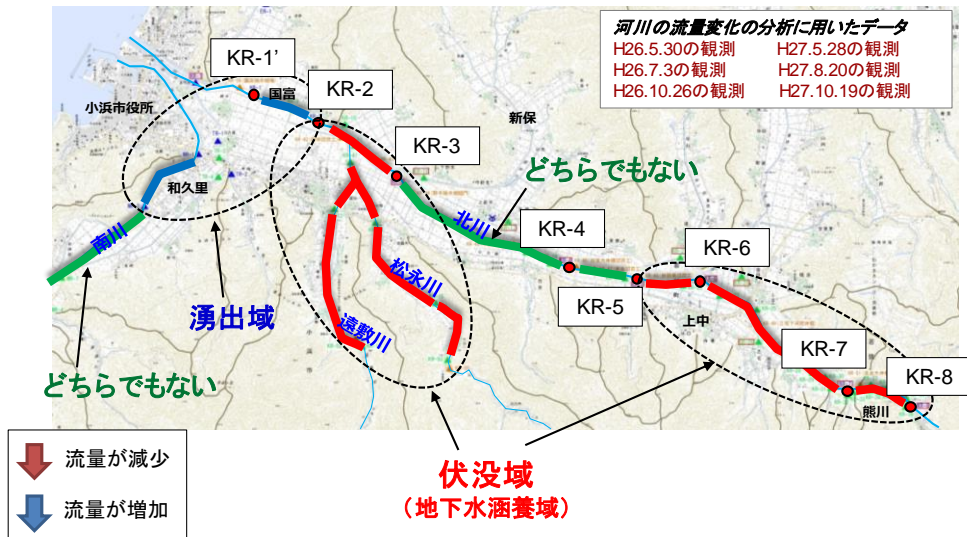 河川の流量変化の分析に用いたデータ
H26.5.30の観測 H27.5.28の観測
H26.7.3の観測 H27.8.20の観測
H26.10.26の観測 H27.10.19の観測
KR-1’
国富
KR-2
小浜市役所
新保
KR-3
どちらでもない
和久里
北川
KR-4
南川
KR-6
松永川
KR-5
湧出域
上中
遠敷川
KR-7
どちらでもない
KR-8
熊川
流量が減少
伏没域
(地下水涵養域)
流量が増加